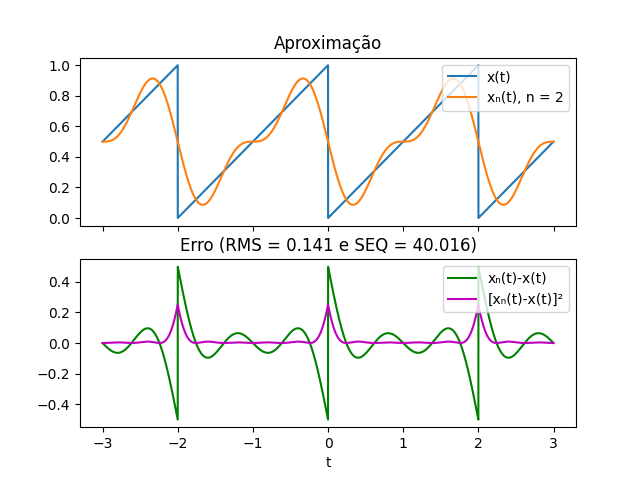 Aproximação
1.0
0.8
0.6
0.4
0.2
0.0
x(t)
xₙ(t), n = 2
Erro (RMS = 0.141 e SEQ = 40.016)
0.4
0.2
0.0
−0.2
−0.4
xₙ(t)-x(t)
[xₙ(t)-x(t)]²
−3 −2 −1 0 1 2 3
t